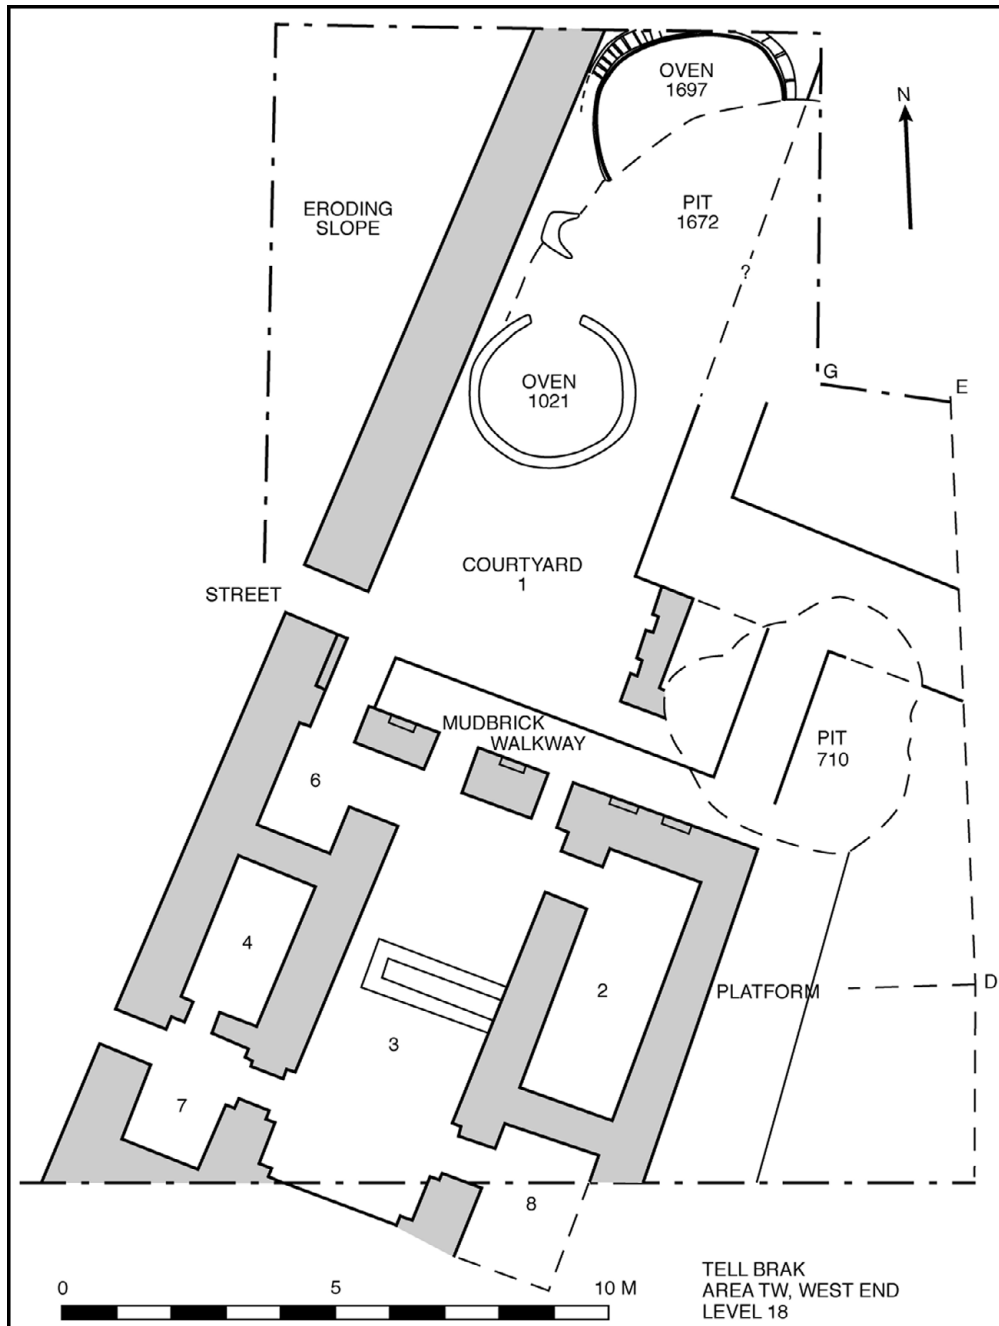 OVEN
1697
N
ERODING
SLOPE
PIT
1672
?
G
E
OVEN
1021
COURTYARD
1
STREET
MUDBRICK
WALKWAY
PIT
710
6
4
2
PLATFORM
D
3
7
8
0 5 10 M
TELL BRAK
AREA TW, WEST END
LEVEL 18